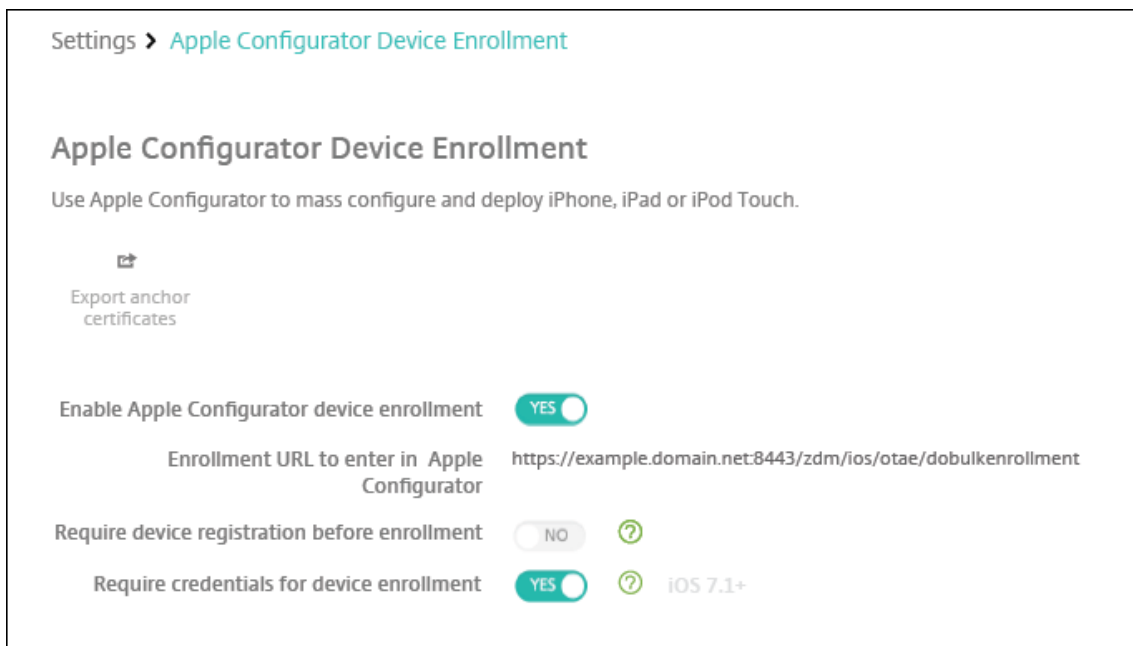 Settings > Apple Configurator Device Enrollment
Apple Configurator Device Enrollment
Use Apple Configurator to mass configure and deploy iPhone, iPad or iPod Touch.
Export anchor
certificates
Enable Apple Configurator device enrollment YES
Enrollment URL to enter in Apple https://example.domain.net:8443/zdm/ios/otae/dobulkenrollment
Configurator
Require device registration before enrollment NO ?
Require credentials for device enrollment YES ? iOS 7.1+